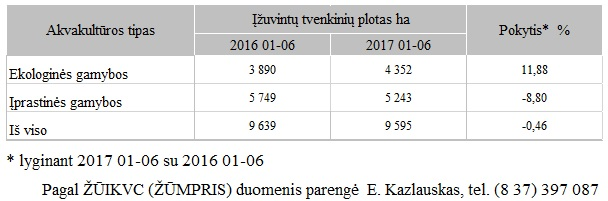 Akvakultūros tipas Įžuvintų tvenkinių plotas ha Pokytis* %
2016 01-06 2017 01-06
Ekologinės gamybos 3 890 4 352 11,88
Įprastinės gamybos 5 749 5 243 -8,80
Iš viso 9 639 9 595 -0,46
* lyginant 2017 01-06 su 2016 01-06
Pagal ŽŪIKVC (ŽŪMPRIS) duomenis parengė E. Kazlauskas, tel. (8 37) 397 087